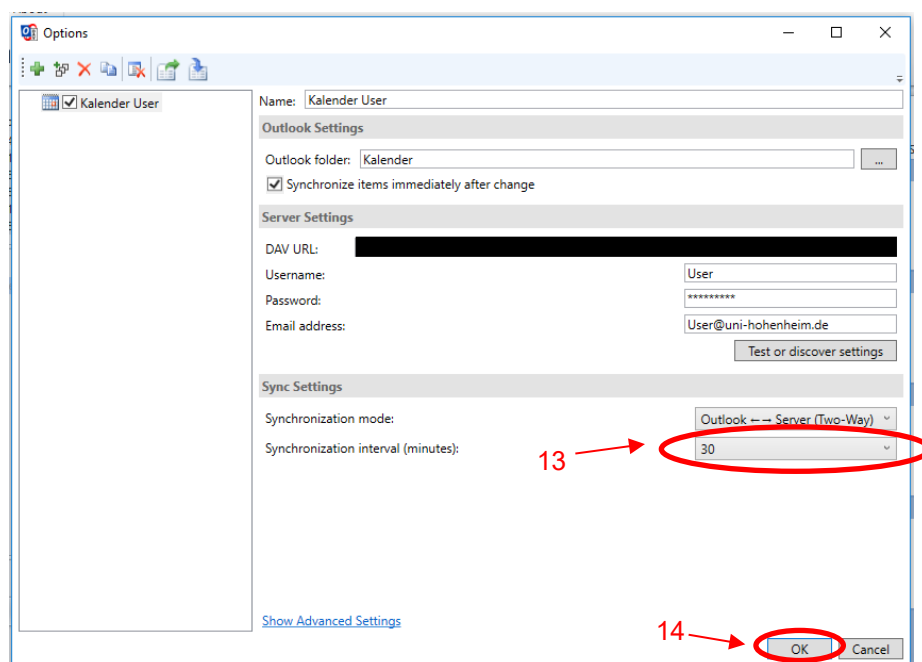 Options
Kalender User
Name: Kalender User
Outlook Settings
Outlook folder: Kalender ...
Synchronize items immediately after change
Server Settings
DAV URL:
Username: User
Password: *********
Email address: User@uni-hohenheim.de
Test or discover settings
Sync Settings
Synchronization mode: Outlook ←→ Server (Two-Way)
Synchronization interval (minutes): 30
13
Show Advanced Settings
14
OK Cancel